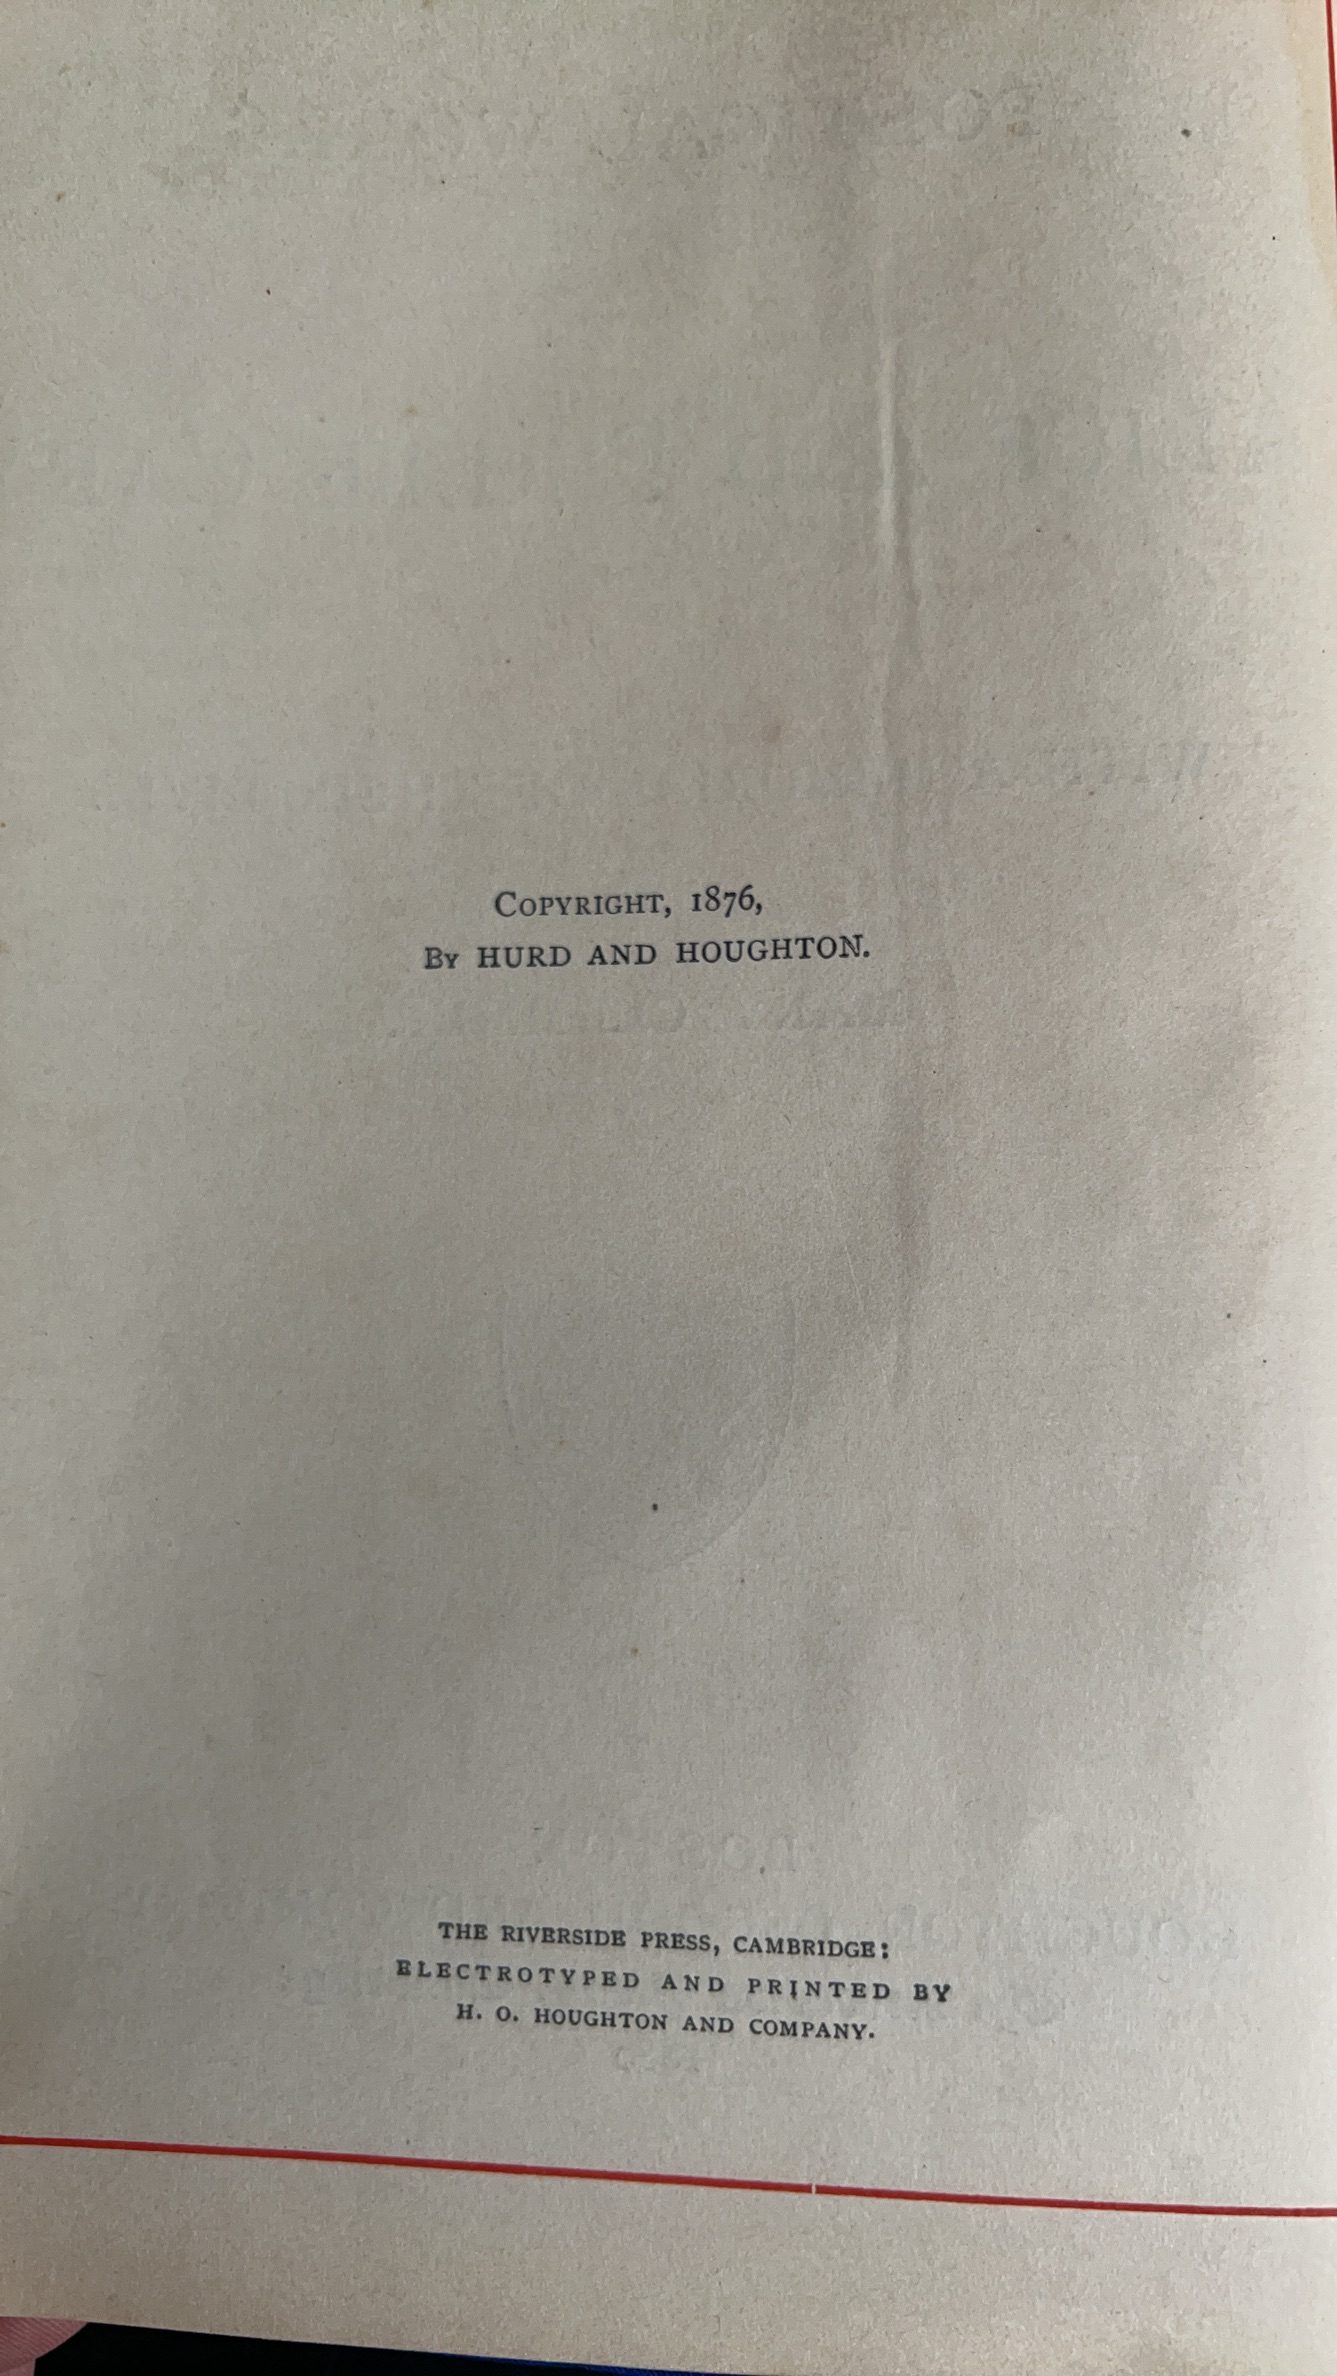 COPYRIGHT, 1876,
BY HURD AND HOUGHTON.
THE RIVERSIDE PRESS, CAMBRIDGE:
ELECTROTYPED AND PRINTED BY
H. O. HOUGHTON AND COMPANY.